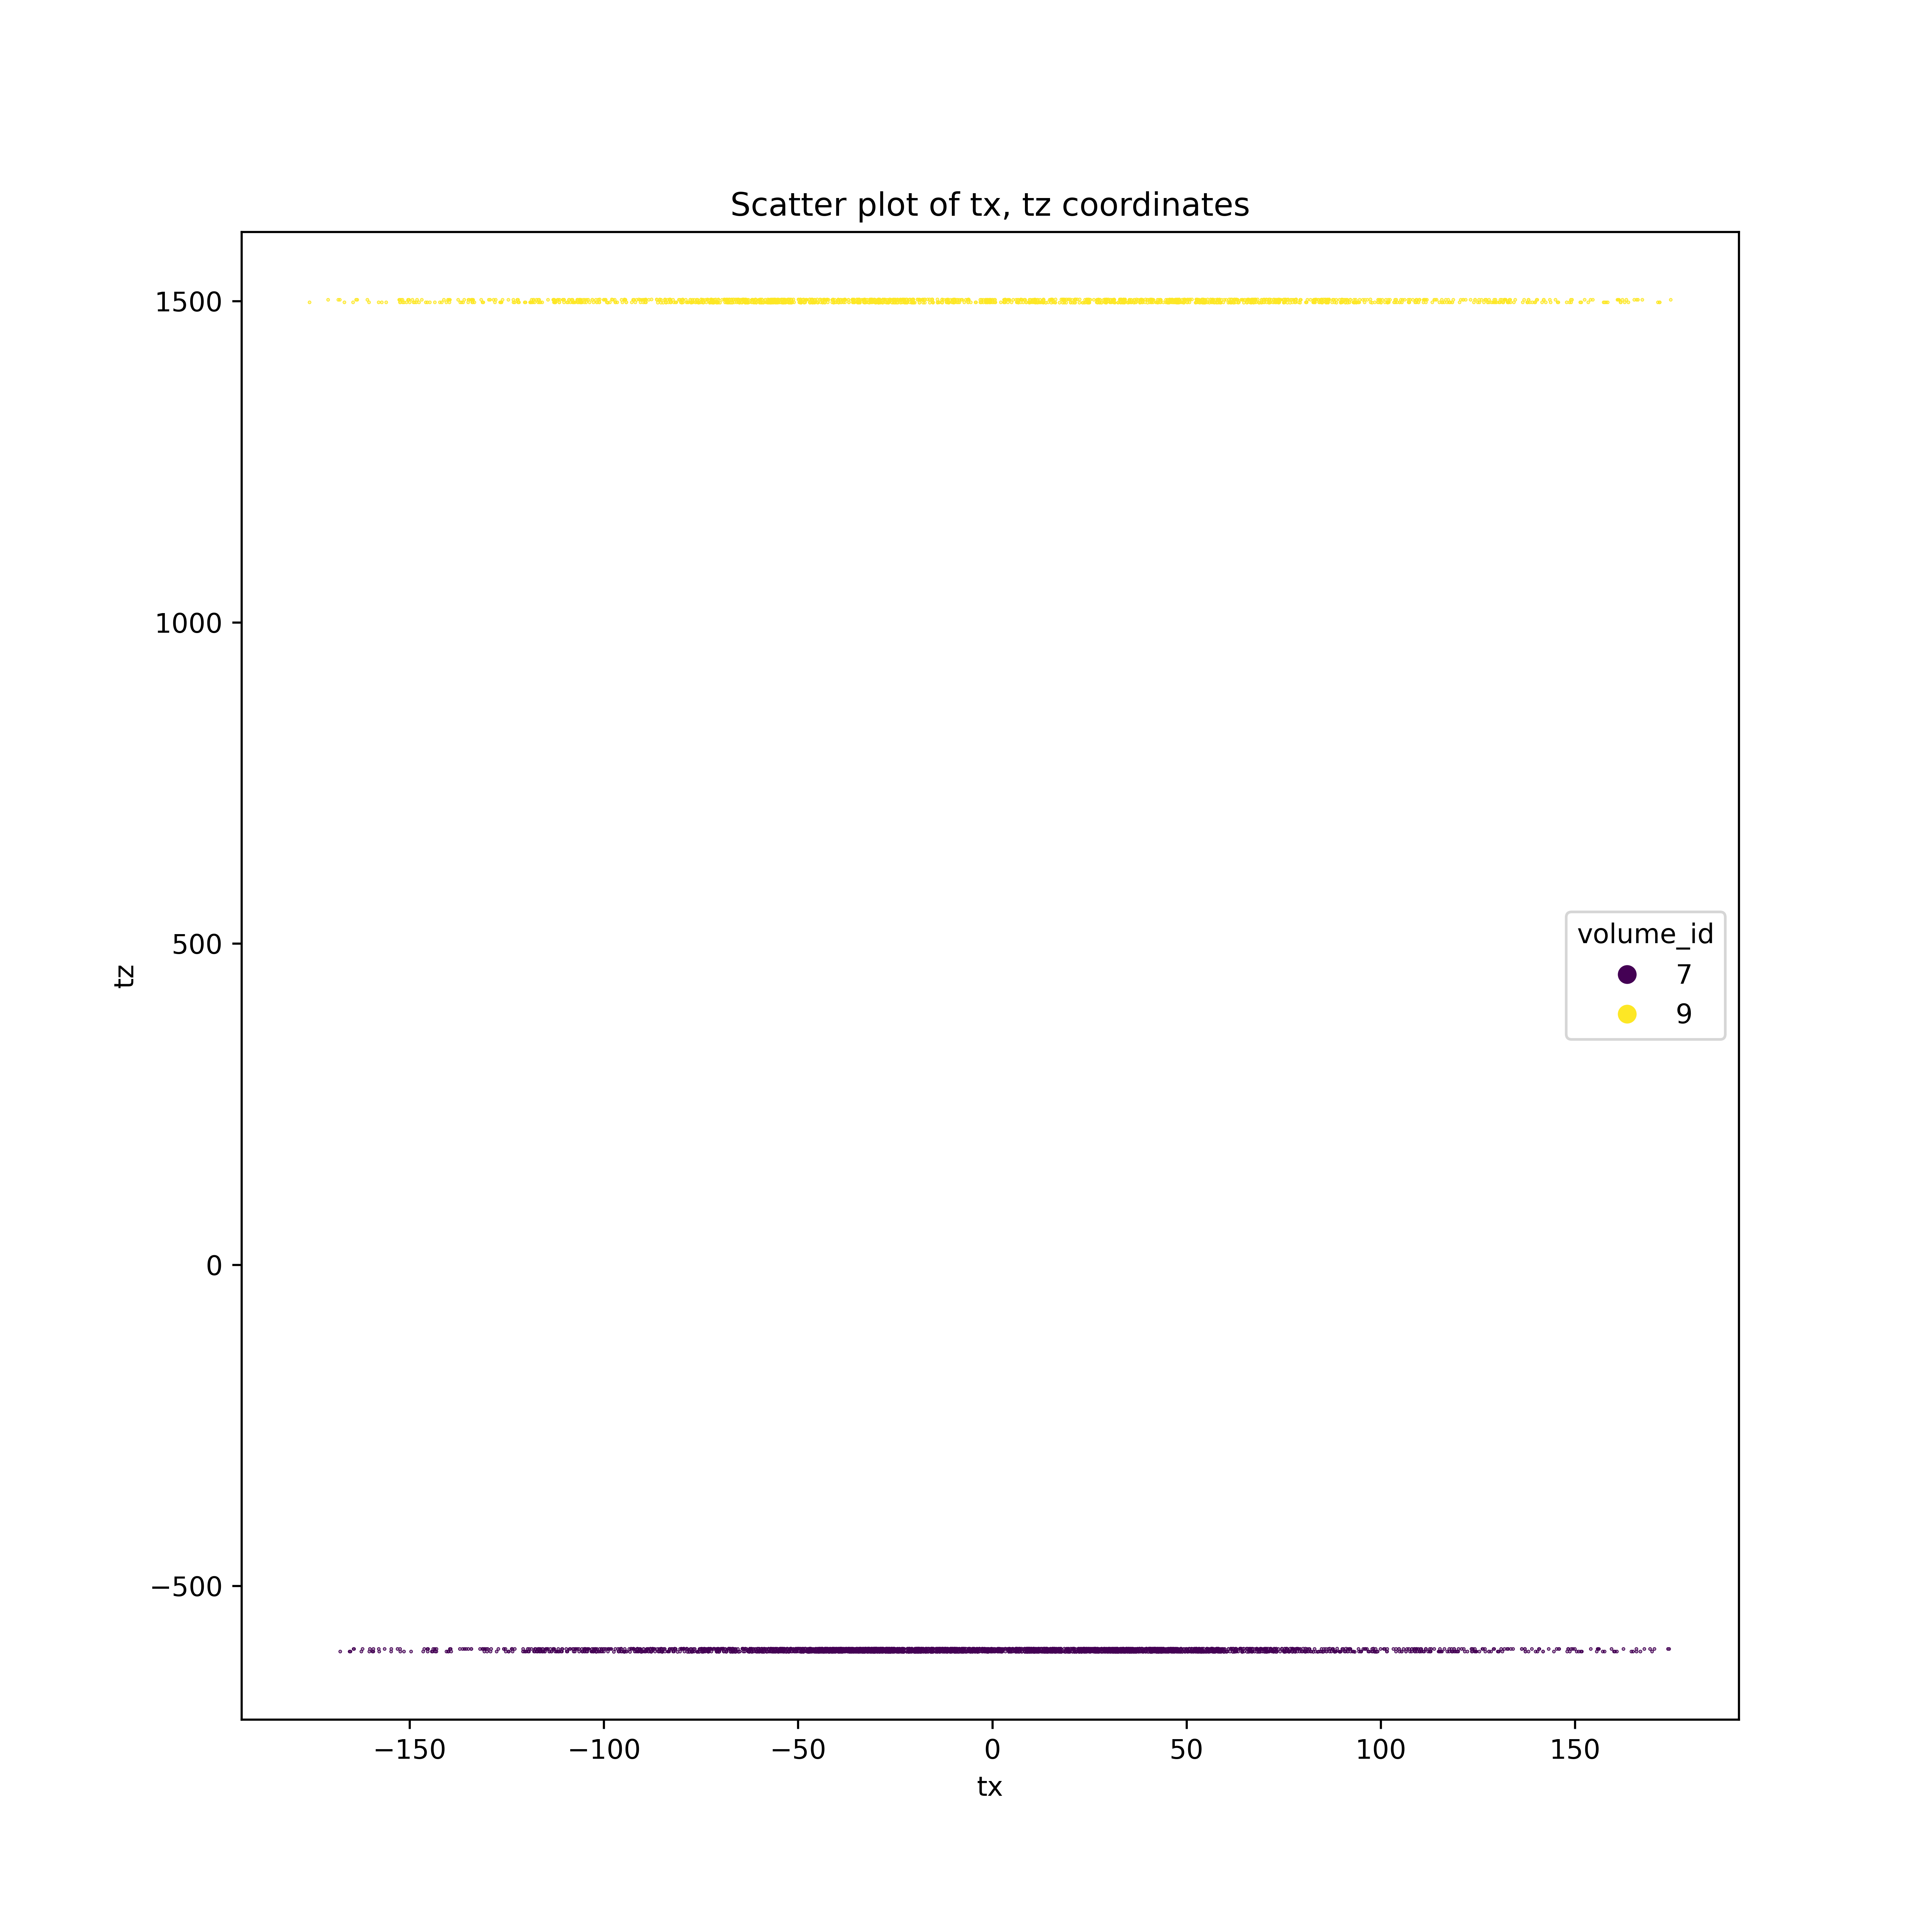 Scatter plot of tx, tz coordinates
1500
1000
500
0
−500
tz
volume_id
7
9
−150 −100 −50 0 50 100 150
tx